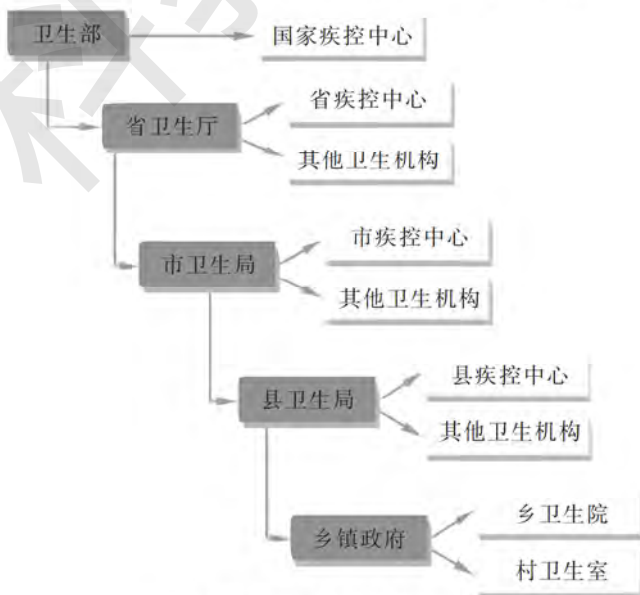 卫生部
国家疾控中心
省卫生厅
省疾控中心
其他卫生机构
市卫生局
市疾控中心
其他卫生机构
县卫生局
县疾控中心
其他卫生机构
乡镇政府
乡卫生院
村卫生室